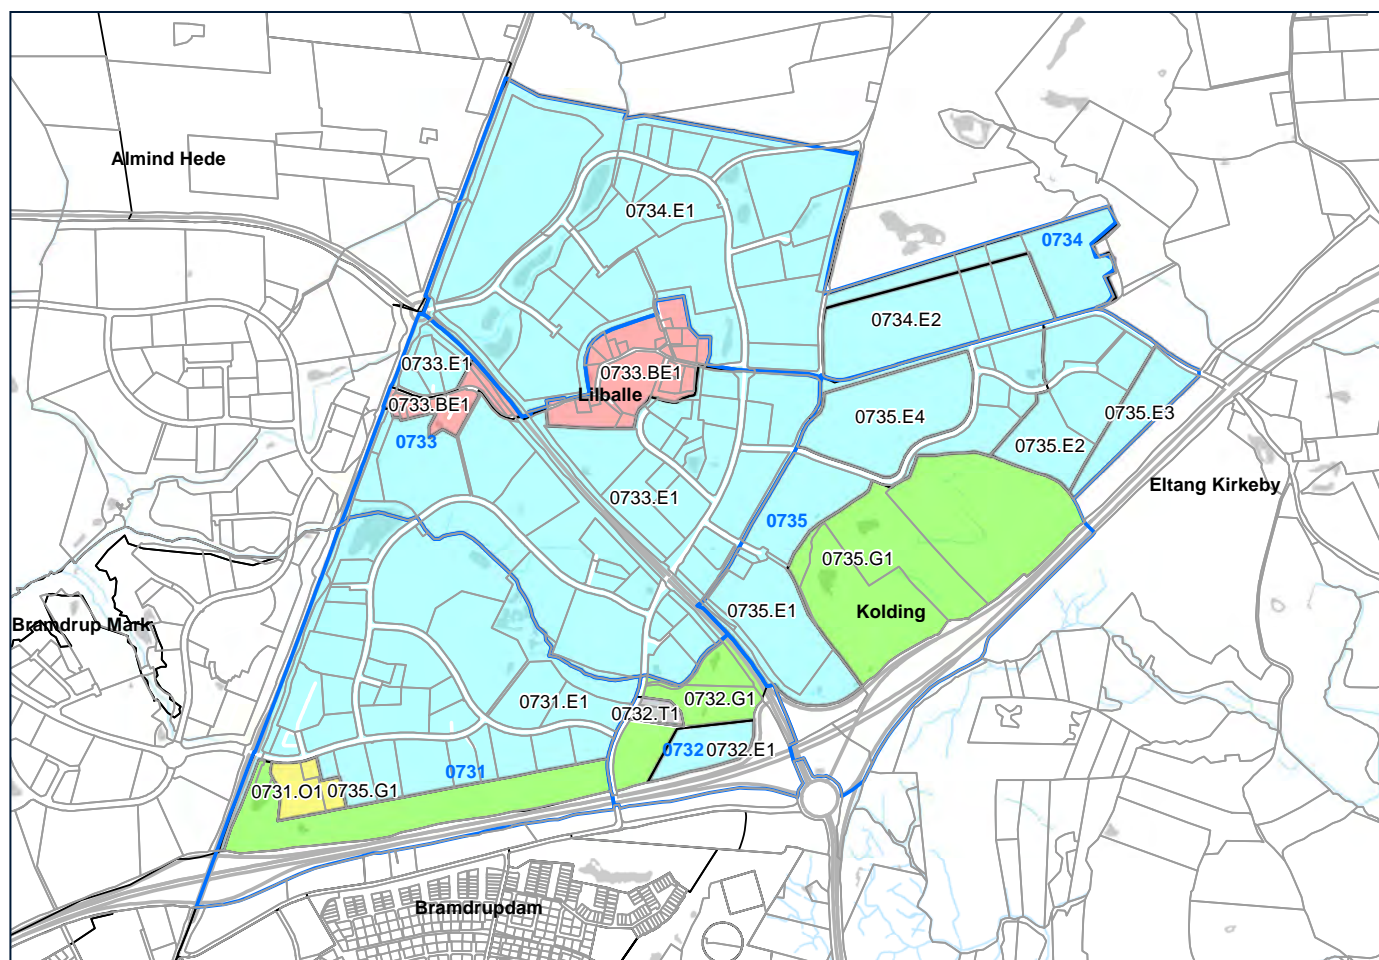 Almind Hede
0734.E1
0734
0734.E2
0733.E1
0733.BE1
Lilballe
0733.BE1
0733
0735.E4
0735.E3
0735.E2
Eltang Kirkeby
0733.E1
0735
0735.G1
0735.E1
Kolding
Bramdrup Mark
0731.E1
0732.G1
0732.T1
0732
0732.E1
0731
0731.O1
0735.G1
Bramdrupdam